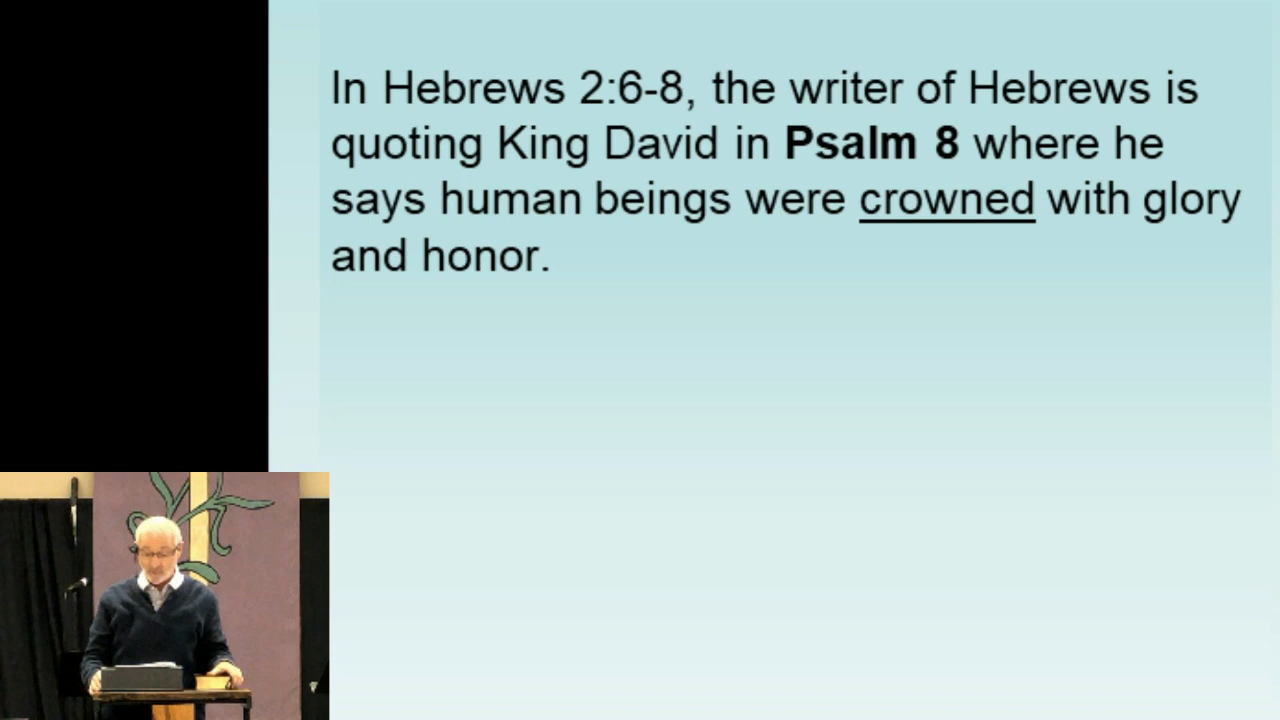 In Hebrews 2:6-8, the writer of Hebrews is
quoting King David in Psalm 8 where he
says human beings were crowned with glory
and honor.